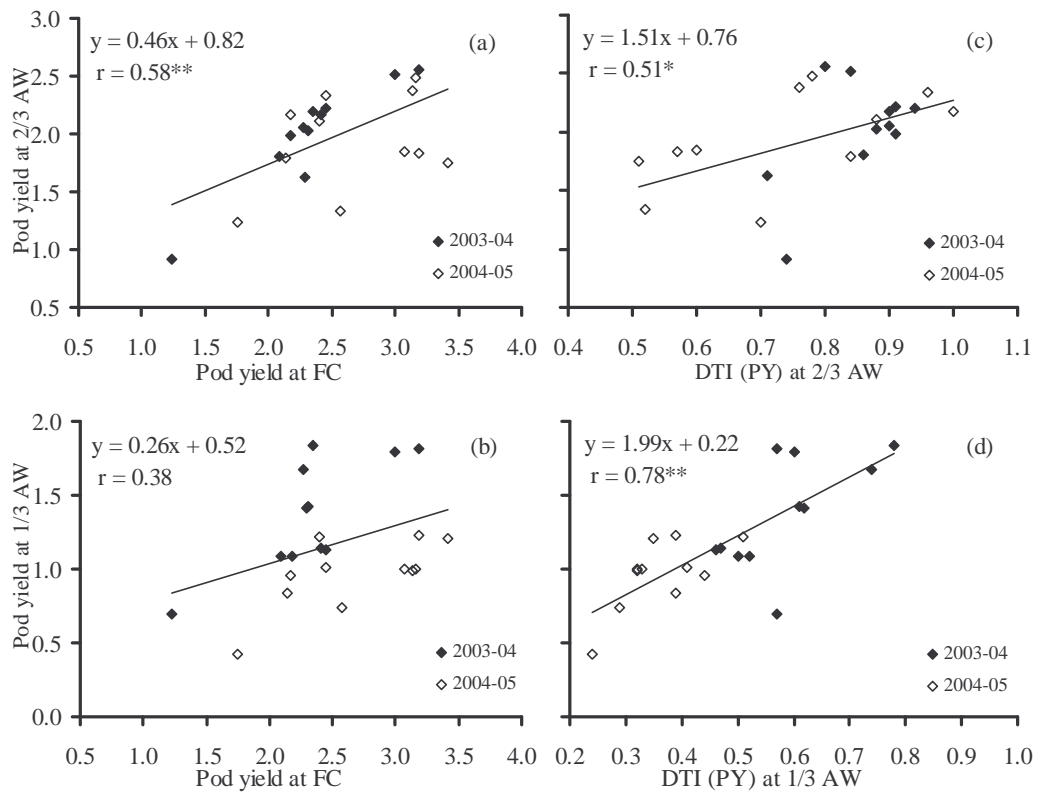 3.0
2.5
2.0
1.5
1.0
0.5
Pod yield at 2/3 AW
y = 0.46x + 0.82
r = 0.58**
(a)
2003-04
2004-05
0.5 1.0 1.5 2.0 2.5 3.0 3.5 4.0
Pod yield at FC
y = 1.51x + 0.76
r = 0.51*
(c)
2003-04
2004-05
0.4 0.5 0.6 0.7 0.8 0.9 1.0 1.1
DTI (PY) at 2/3 AW
2.0
1.5
1.0
0.5
0.0
Pod yield at 1/3 AW
y = 0.26x + 0.52
r = 0.38
(b)
2003-04
2004-05
0.5 1.0 1.5 2.0 2.5 3.0 3.5 4.0
Pod yield at FC
y = 1.99x + 0.22
r = 0.78**
(d)
2003-04
2004-05
0.2 0.3 0.4 0.5 0.6 0.7 0.8 0.9 1.0
DTI (PY) at 1/3 AW